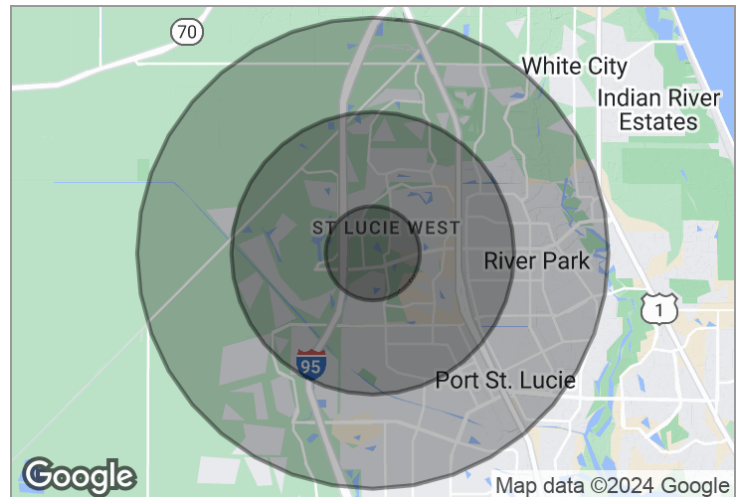 70
White City
Indian River
Estates
ST LUCIE WEST
River Park
1
95
Port St. Lucie
Google
Map data ©2024 Google